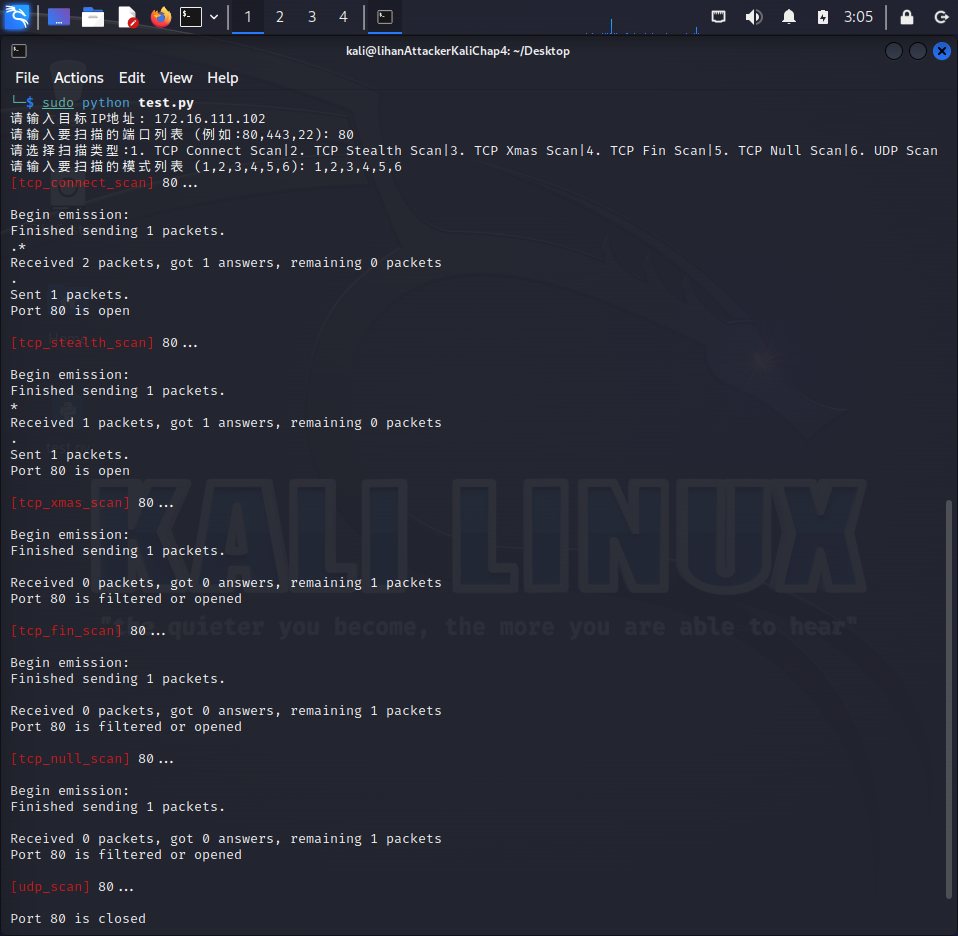 1 2 3 4 3:05
kali@lihanAttackerKaliChap4: ~/Desktop
File Actions Edit View Help
└─$ sudo python test.py
请输入目标IP地址: 172.16.111.102
请输入要扫描的端口列表 (例如:80,443,22): 80
请选择扫描类型:1. TCP Connect Scan|2. TCP Stealth Scan|3. TCP Xmas Scan|4. TCP Fin Scan|5. TCP Null Scan|6. UDP Scan
请输入要扫描的模式列表 (1,2,3,4,5,6): 1,2,3,4,5,6
[tcp_connect_scan] 80...
Begin emission:
Finished sending 1 packets.
.*
Received 2 packets, got 1 answers, remaining 0 packets
.
Sent 1 packets.
Port 80 is open
[tcp_stealth_scan] 80...
Begin emission:
Finished sending 1 packets.
*
Received 1 packets, got 1 answers, remaining 0 packets
.
Sent 1 packets.
Port 80 is open
[tcp_xmas_scan] 80...
Begin emission:
Finished sending 1 packets.
Received 0 packets, got 0 answers, remaining 1 packets
Port 80 is filtered or opened
[tcp_fin_scan] 80...
Begin emission:
Finished sending 1 packets.
Received 0 packets, got 0 answers, remaining 1 packets
Port 80 is filtered or opened
[tcp_null_scan] 80...
Begin emission:
Finished sending 1 packets.
Received 0 packets, got 0 answers, remaining 1 packets
Port 80 is filtered or opened
[udp_scan] 80...
Port 80 is closed
KALI LINUX
"the quieter you become, the more you are able to hear"